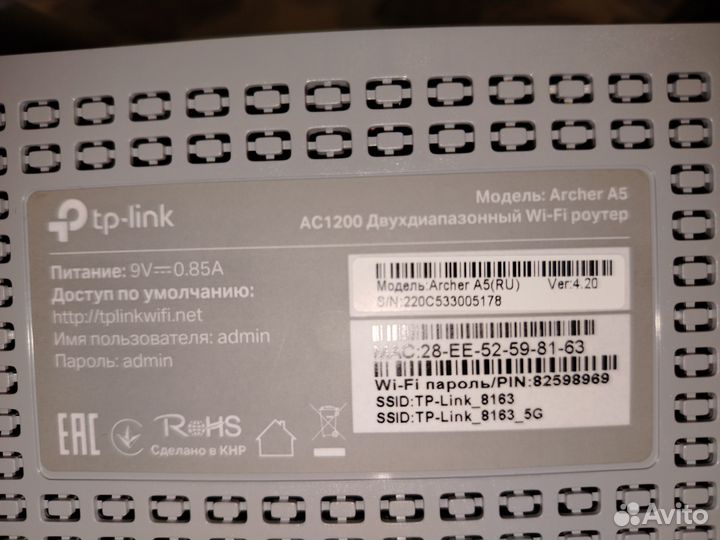 tp-link
Модель: Archer A5
AC1200 Двухдиапазонный Wi-Fi роутер
Питание: 9V⎓0.85A
Доступ по умолчанию:
http://tplinkwifi.net
Имя пользователя: admin
Пароль: admin
Модель:Archer A5(RU) Ver:4.20
S/N:220C533005178
MAC:28-EE-52-59-81-63
Wi-Fi пароль/PIN:82598969
SSID:TP-Link_8163
SSID:TP-Link_8163_5G
EAC
RoHS
Сделано в КНР
Avito